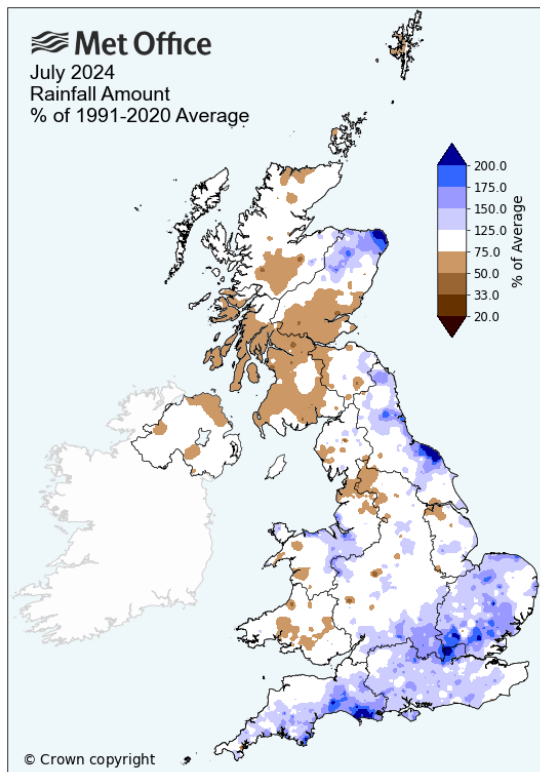 Met Office
July 2024
Rainfall Amount
% of 1991-2020 Average
200.0
175.0
150.0
125.0
75.0
50.0
33.0
20.0
% of Average
© Crown copyright